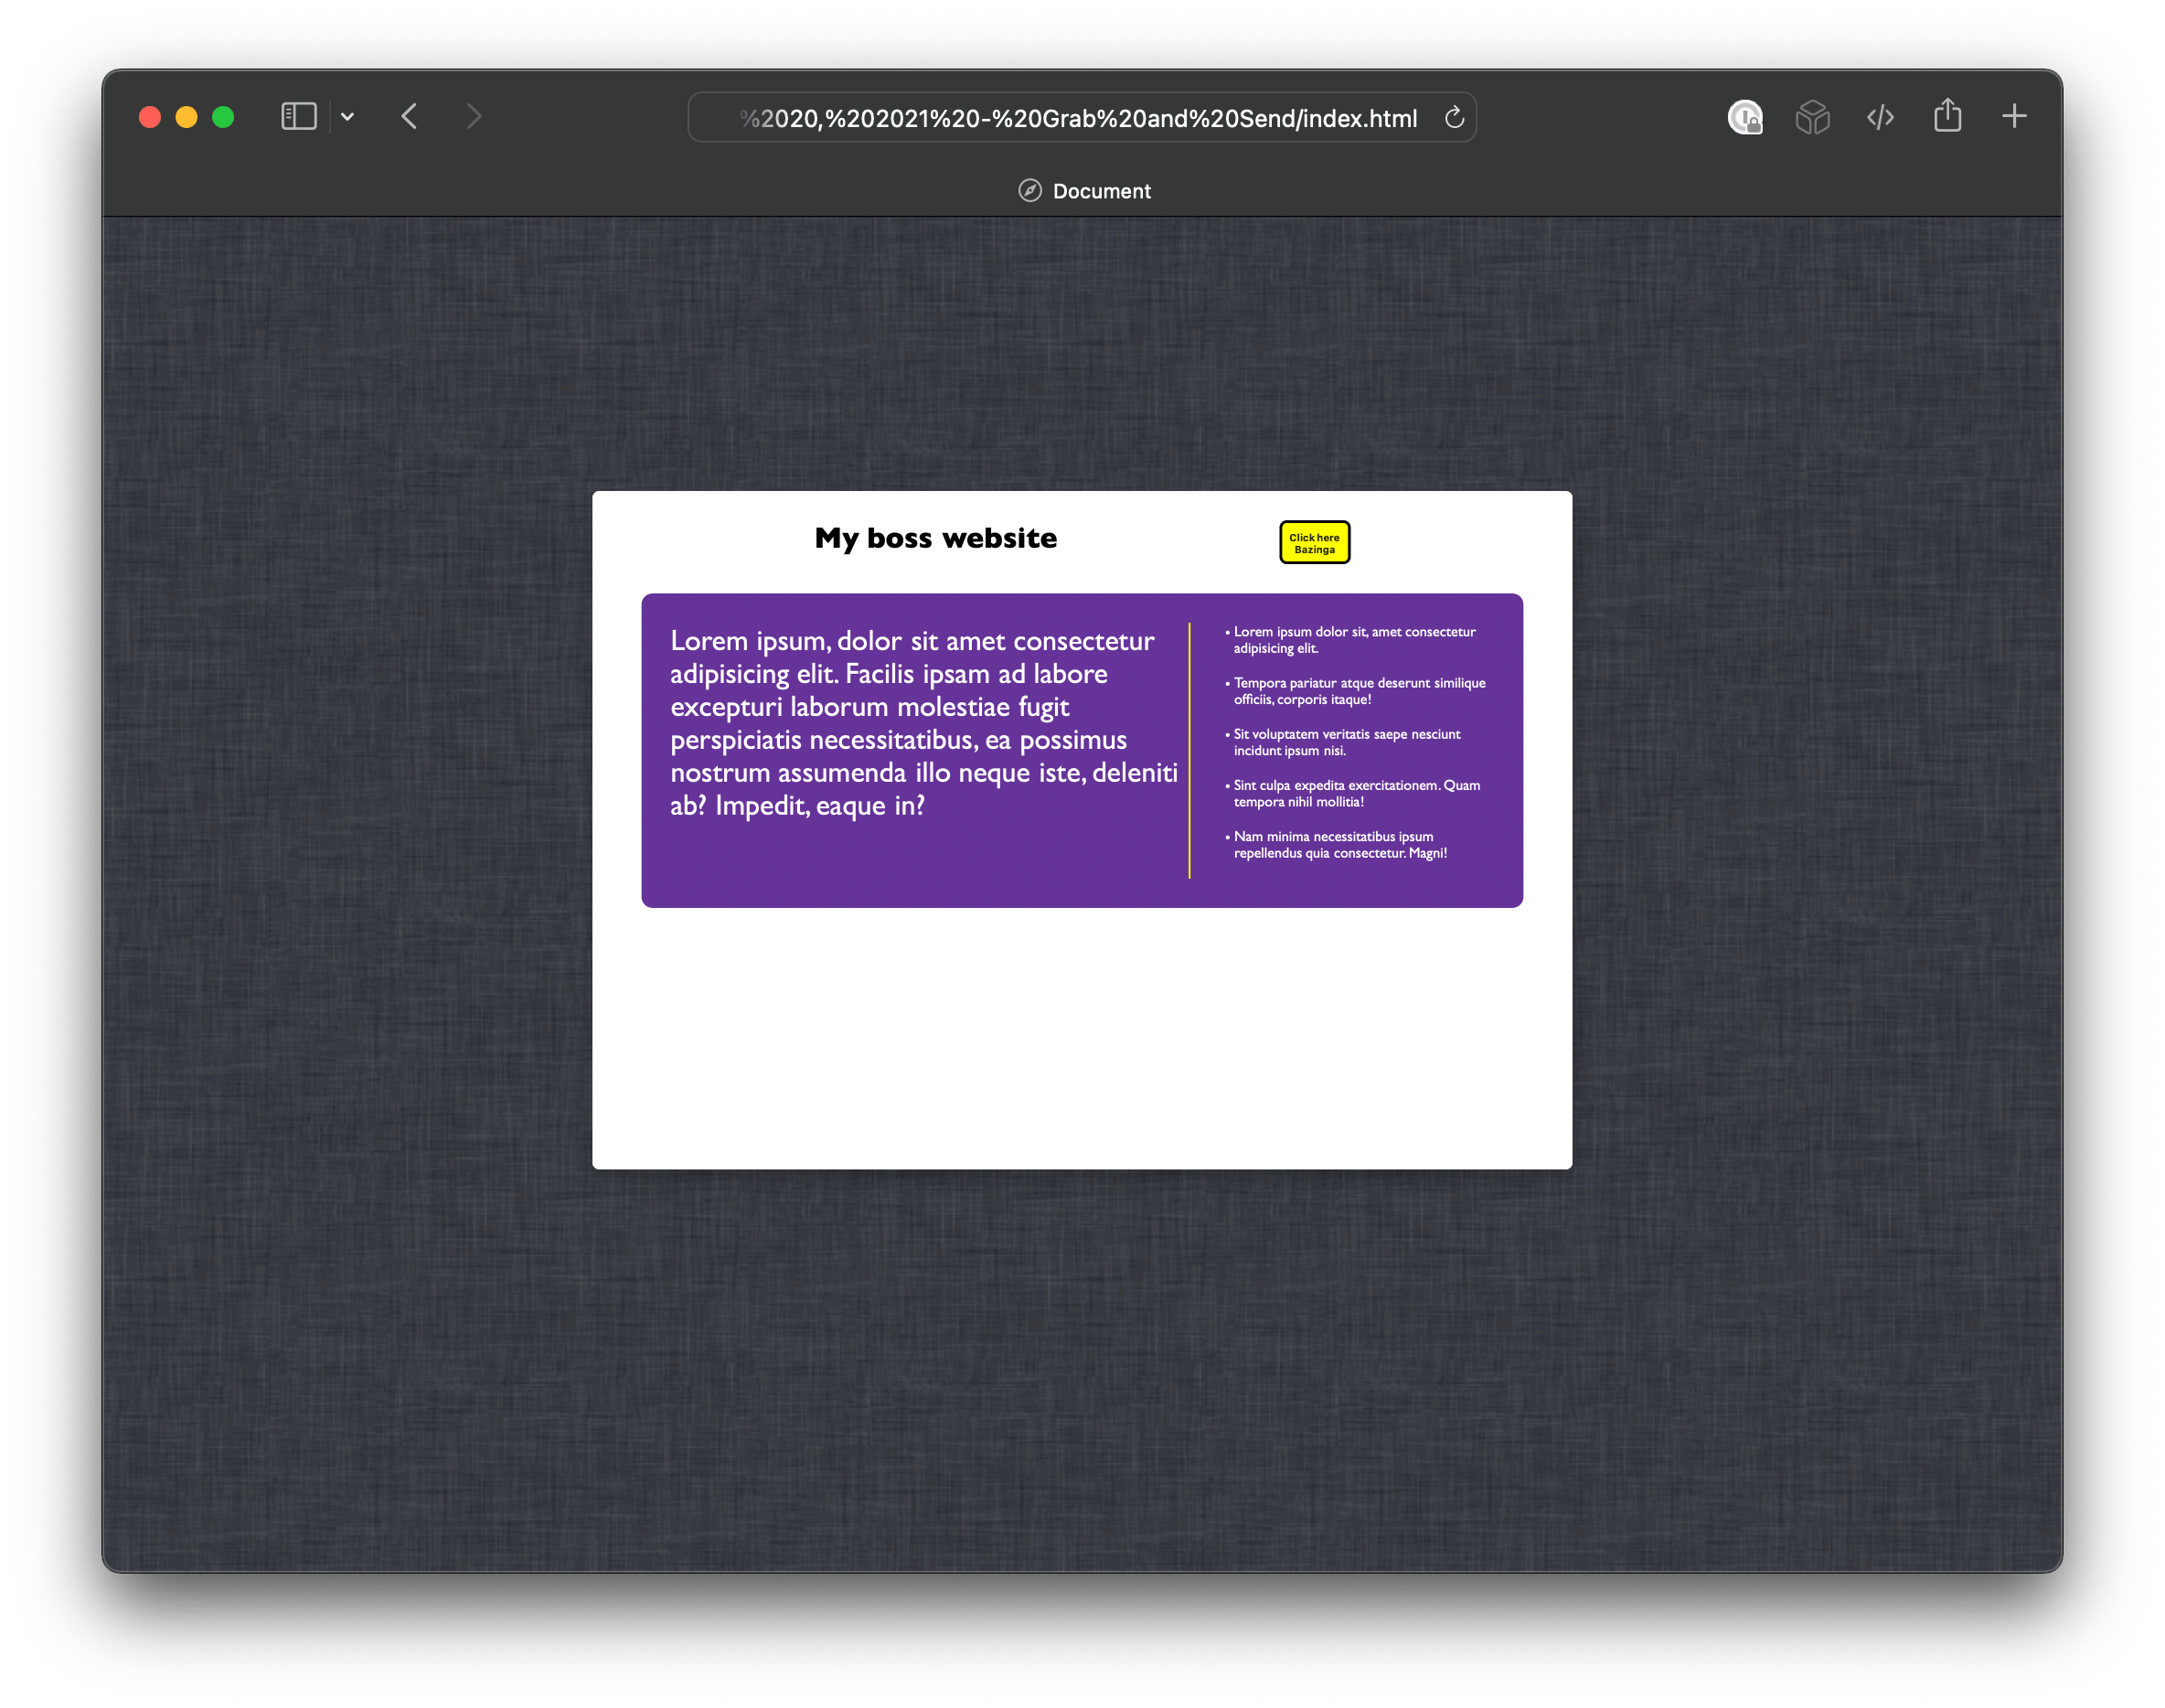 %2020,%202021%20-%20Grab%20and%20Send/index.html
Document
My boss website
Click here
Bazinga
Lorem ipsum, dolor sit amet consectetur
adipisicing elit. Facilis ipsam ad labore
excepturi laborum molestiae fugit
perspiciatis necessitatibus, ea possimus
nostrum assumenda illo neque iste, deleniti
ab? Impedit, eaque in?
• Lorem ipsum dolor sit, amet consectetur
adipisicing elit.
• Tempora pariatur atque deserunt similique
officiis, corporis itaque!
• Sit voluptatem veritatis saepe nesciunt
incidunt ipsum nisi.
• Sint culpa expedita exercitationem. Quam
tempora nihil mollitia!
• Nam minima necessitatibus ipsum
repellendus quia consectetur. Magni!